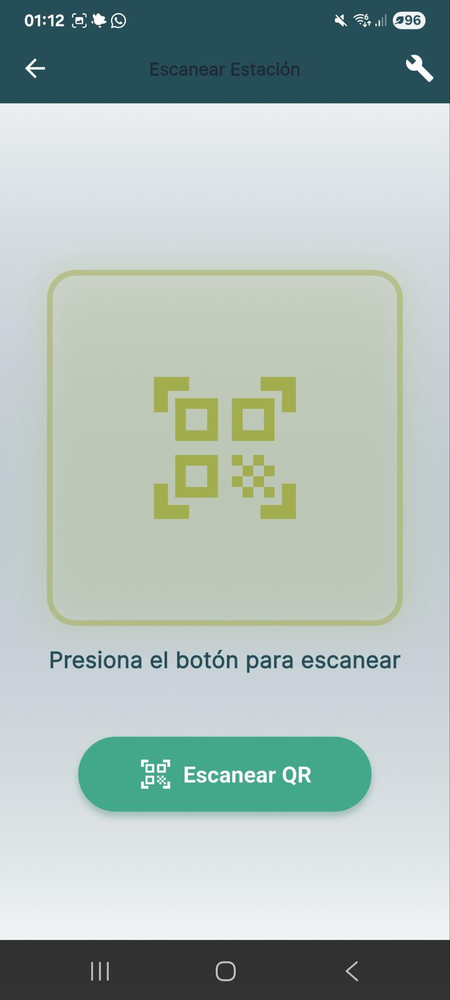 01:12
96
Escanear Estación
Presiona el botón para escanear
Escanear QR